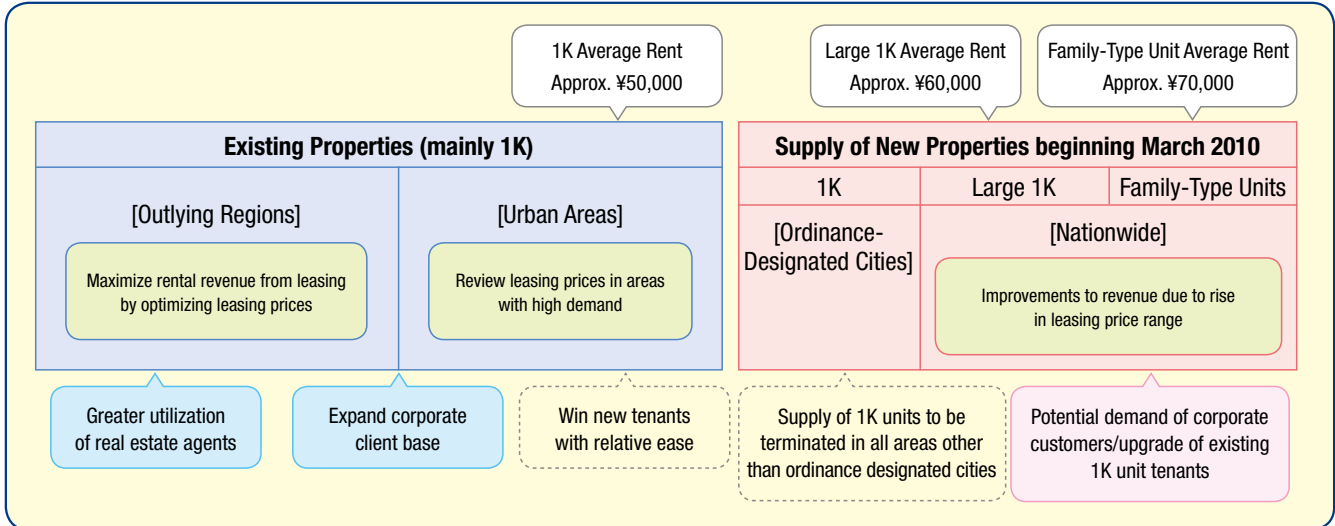 1K Average Rent
Approx. ¥50,000
Large 1K Average Rent
Approx. ¥60,000
Family-Type Unit Average Rent
Approx. ¥70,000
Existing Properties (mainly 1K)
[Outlying Regions]
Maximize rental revenue from leasing
by optimizing leasing prices
[Urban Areas]
Review leasing prices in areas
with high demand
Supply of New Properties beginning March 2010
1K
Large 1K
Family-Type Units
[Ordinance-
Designated Cities]
[Nationwide]
Improvements to revenue due to rise
in leasing price range
Greater utilization
of real estate agents
Expand corporate
client base
Win new tenants
with relative ease
Supply of 1K units to be
terminated in all areas other
than ordinance designated cities
Potential demand of corporate
customers/upgrade of existing
1K unit tenants